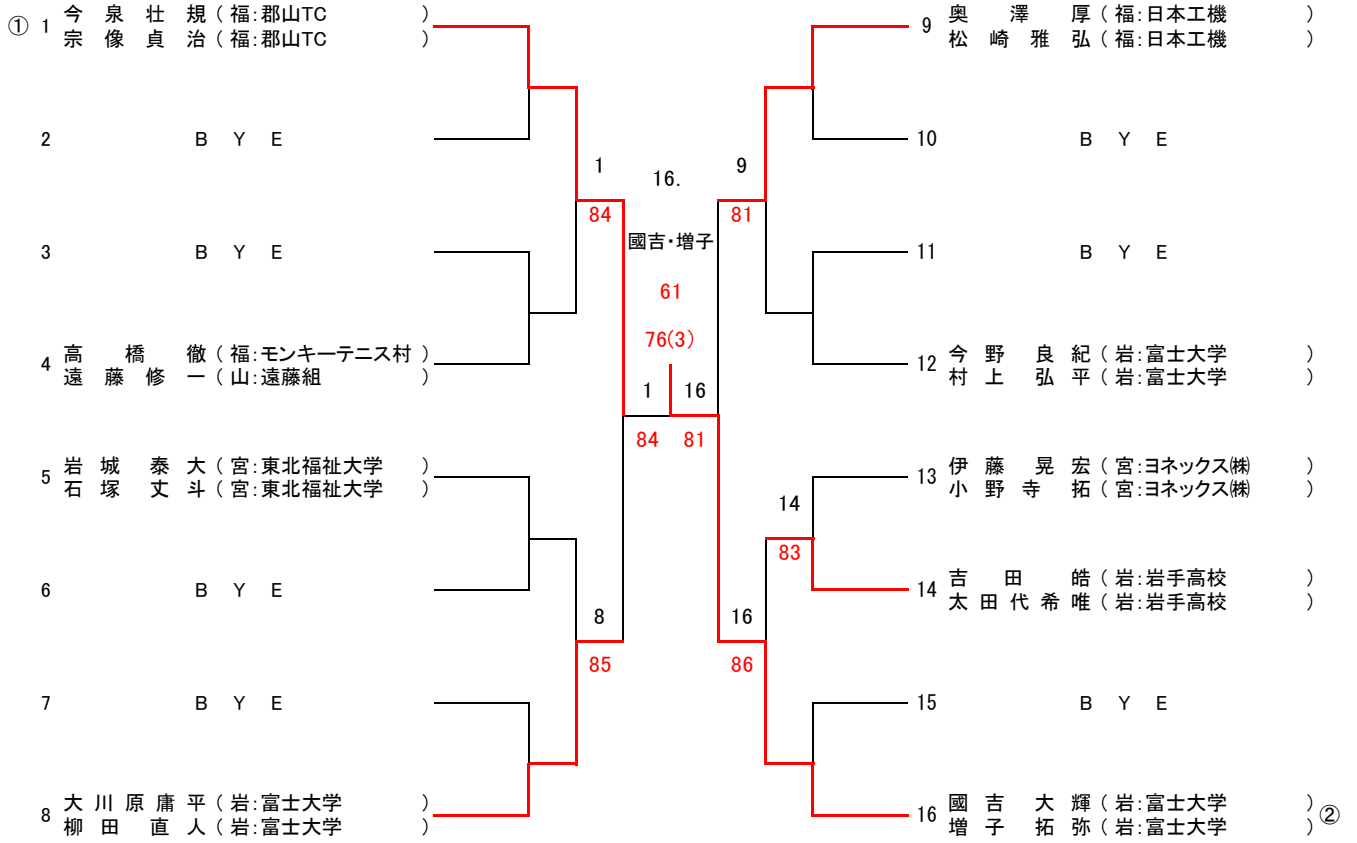 ① 1 今泉壮規 ( 福:郡山TC )
宗像貞治 ( 福:郡山TC )
2 BYE
3 BYE
4 高橋徹 ( 福:モンキーテニス村 )
遠藤修一 ( 山:遠藤組 )
5 岩城泰大 ( 宮:東北福祉大学 )
石塚丈斗 ( 宮:東北福祉大学 )
6 BYE
7 BYE
8 大川原庸平 ( 岩:富士大学 )
柳田直人 ( 岩:富士大学 )
1
84
8
85
16.
國吉・増子
61
76(3)
1 16
84 81
9
81
14
83
16
86
9 奥澤厚 ( 福:日本工機 )
松崎雅弘 ( 福:日本工機 )
10 BYE
11 BYE
12 今野良紀 ( 岩:富士大学 )
村上弘平 ( 岩:富士大学 )
13 伊藤晃宏 ( 宮:ヨネックス㈱ )
小野寺拓 ( 宮:ヨネックス㈱ )
14 吉田皓 ( 岩:岩手高校 )
太田代希唯 ( 岩:岩手高校 )
15 BYE
16 國吉大輝 ( 岩:富士大学 ) ②
増子拓弥 ( 岩:富士大学 )